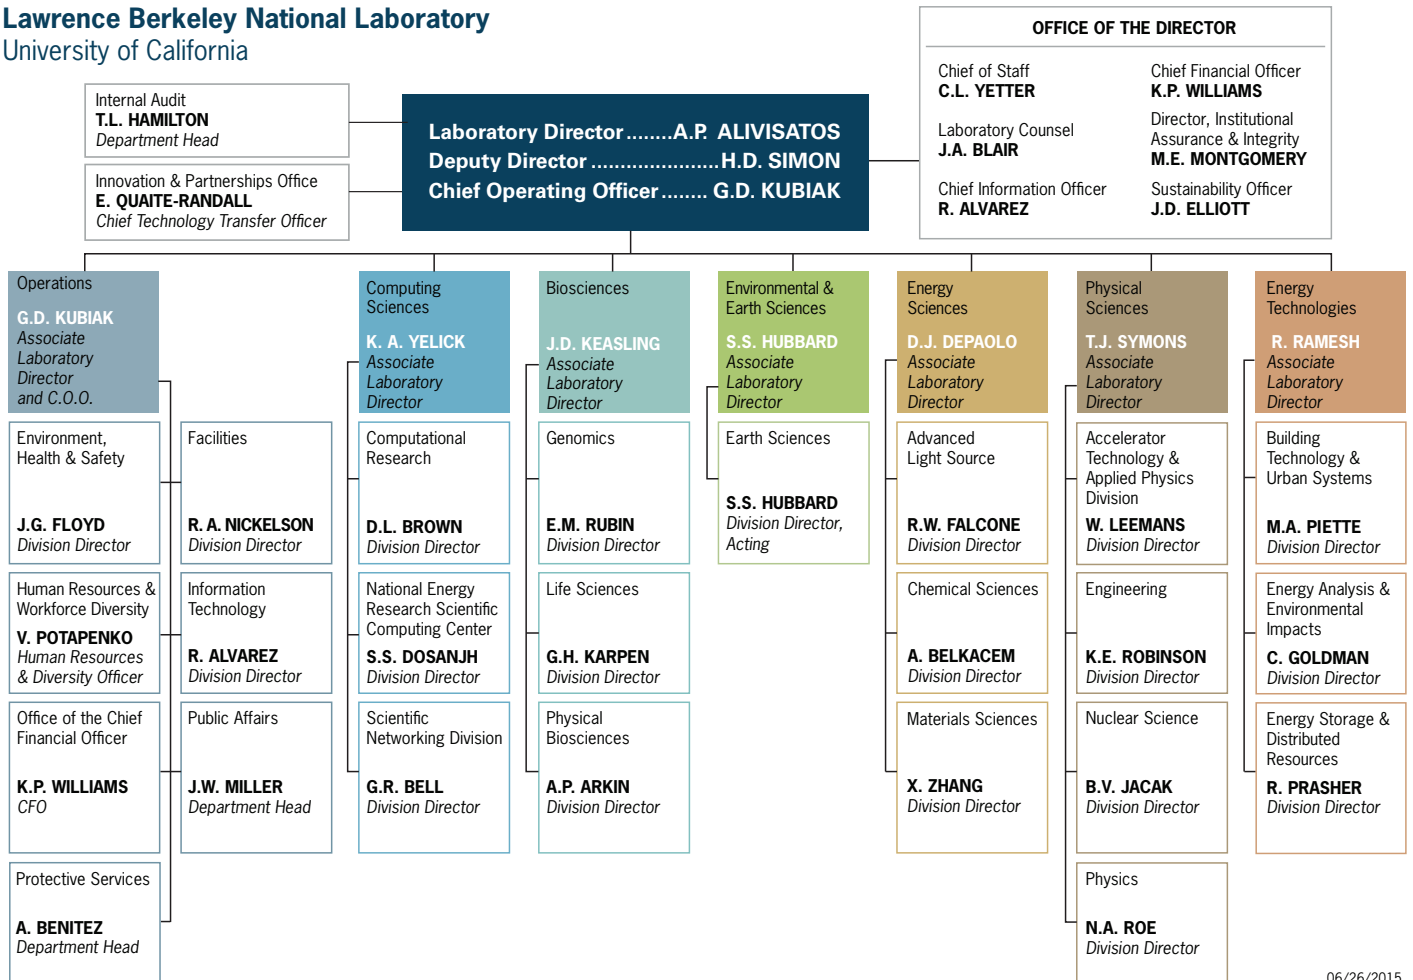 Lawrence Berkeley National Laboratory
University of California
Internal Audit
T.L. HAMILTON
Department Head
Innovation & Partnerships Office
E. QUAITE-RANDALL
Chief Technology Transfer Officer
Laboratory Director ........A.P. ALIVISATOS
Deputy Director ......................H.D. SIMON
Chief Operating Officer ........ G.D. KUBIAK
OFFICE OF THE DIRECTOR
Chief of Staff
C.L. YETTER
Laboratory Counsel
J.A. BLAIR
Chief Information Officer
R. ALVAREZ
Chief Financial Officer
K.P. WILLIAMS
Director, Institutional
Assurance & Integrity
M.E. MONTGOMERY
Sustainability Officer
J.D. ELLIOTT
Operations
G.D. KUBIAK
Associate
Laboratory
Director
and C.O.O.
Environment,
Health & Safety
J.G. FLOYD
Division Director
Facilities
R.A. NICKELSON
Division Director
Human Resources &
Workforce Diversity
V. POTAPENKO
Human Resources
& Diversity Officer
Information
Technology
R. ALVAREZ
Division Director
Office of the Chief
Financial Officer
K.P. WILLIAMS
CFO
Public Affairs
J.W. MILLER
Department Head
Protective Services
A. BENITEZ
Department Head
Computing
Sciences
K. A. YELICK
Associate
Laboratory
Director
Computational
Research
D.L. BROWN
Division Director
National Energy
Research Scientific
Computing Center
S.S. DOSANJH
Division Director
Scientific
Networking Division
G.R. BELL
Division Director
Biosciences
J.D. KEASLING
Associate
Laboratory
Director
Genomics
E.M. RUBIN
Division Director
Life Sciences
G.H. KARPEN
Division Director
Physical
Biosciences
A.P. ARKIN
Division Director
Environmental &
Earth Sciences
S.S. HUBBARD
Associate
Laboratory
Director
Earth Sciences
S.S. HUBBARD
Division Director,
Acting
Energy
Sciences
D.J. DEPAOLO
Associate
Laboratory
Director
Advanced
Light Source
R.W. FALCONE
Division Director
Chemical Sciences
A. BELKACEM
Division Director
Materials Sciences
X. ZHANG
Division Director
Physical
Sciences
T.J. SYMONS
Associate
Laboratory
Director
Accelerator
Technology &
Applied Physics
Division
W. LEEMANS
Division Director
Engineering
K.E. ROBINSON
Division Director
Nuclear Science
B.V. JACAK
Division Director
Physics
N.A. ROE
Division Director
Energy
Technologies
R. RAMESH
Associate
Laboratory
Director
Building
Technology &
Urban Systems
M.A. PIETTE
Division Director
Energy Analysis &
Environmental
Impacts
C. GOLDMAN
Division Director
Energy Storage &
Distributed
Resources
R. PRASHER
Division Director
06/26/2015